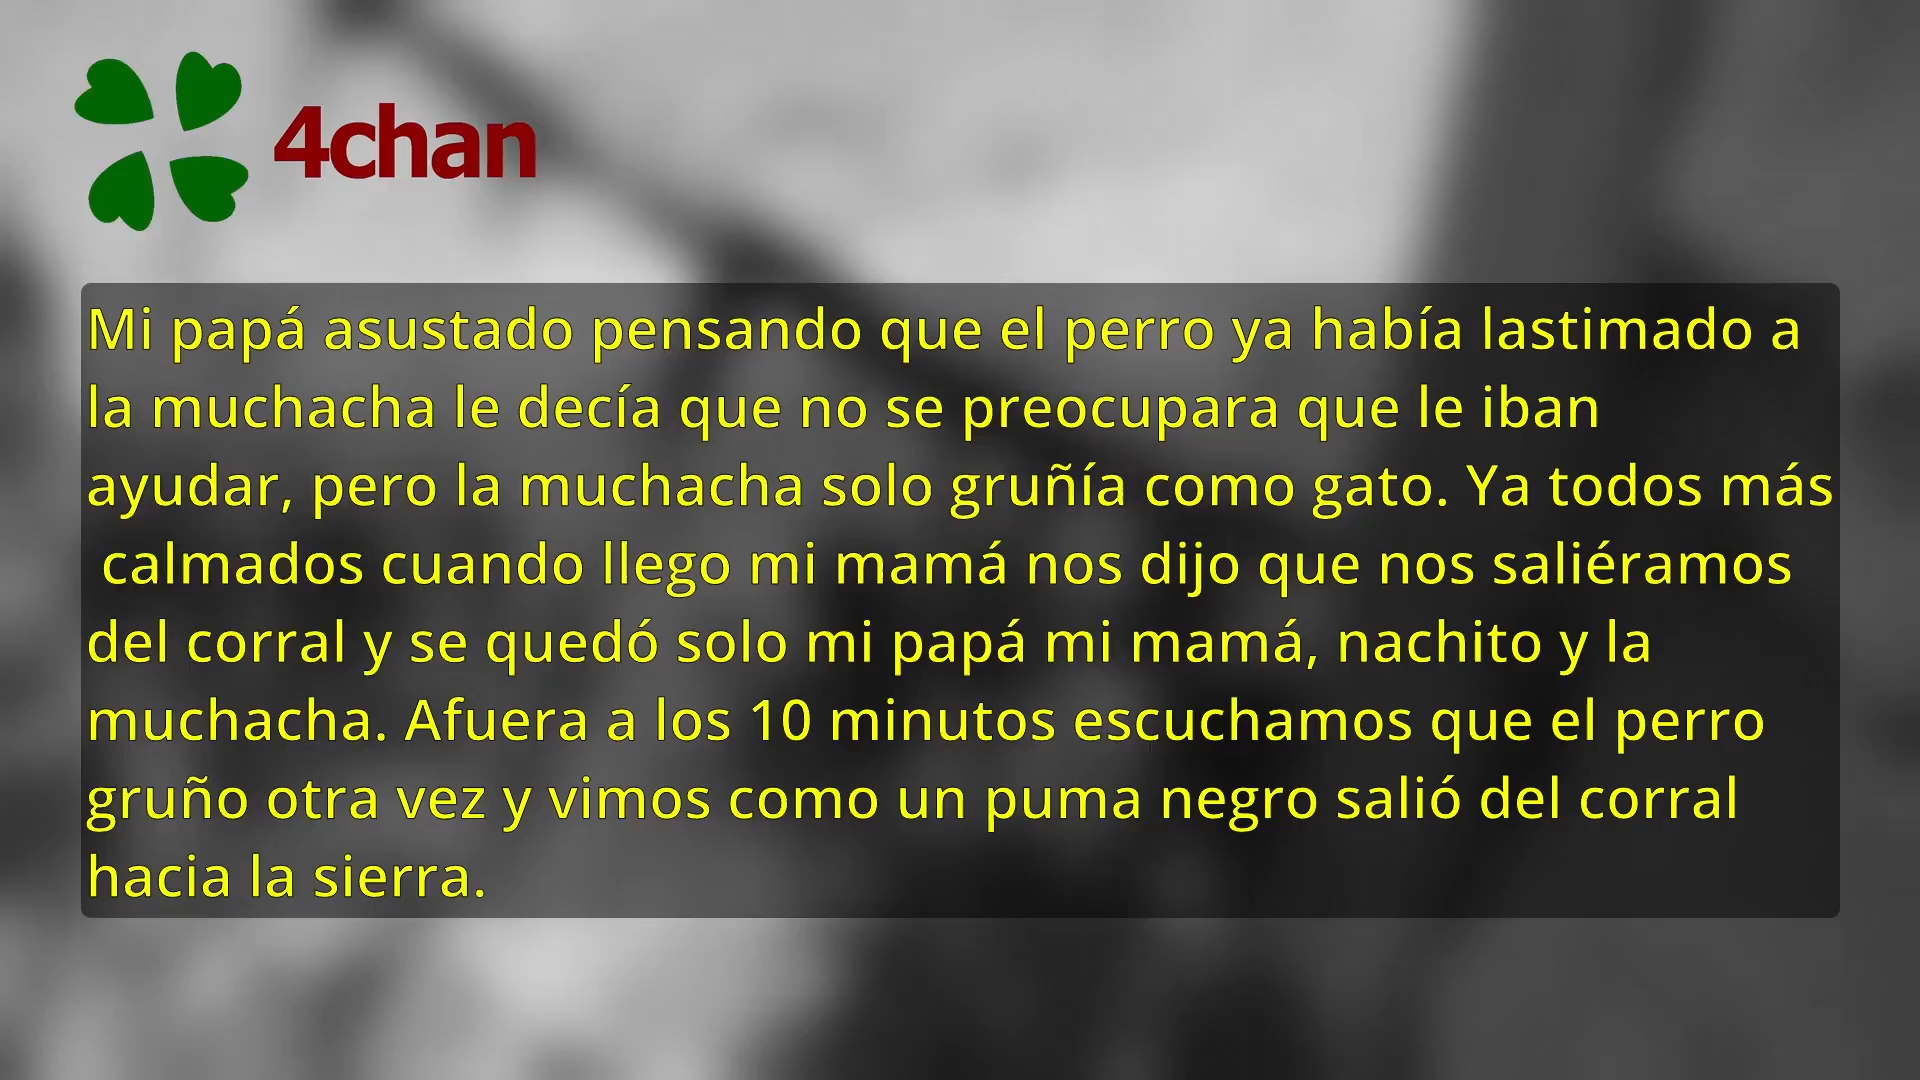 4chan
Mi papá asustado pensando que el perro ya había lastimado a
la muchacha le decía que no se preocupara que le iban
ayudar, pero la muchacha solo gruñía como gato. Ya todos más
calmados cuando llego mi mamá nos dijo que nos saliéramos
del corral y se quedó solo mi papá mi mamá, nachito y la
muchacha. Afuera a los 10 minutos escuchamos que el perro
gruño otra vez y vimos como un puma negro salió del corral
hacia la sierra.